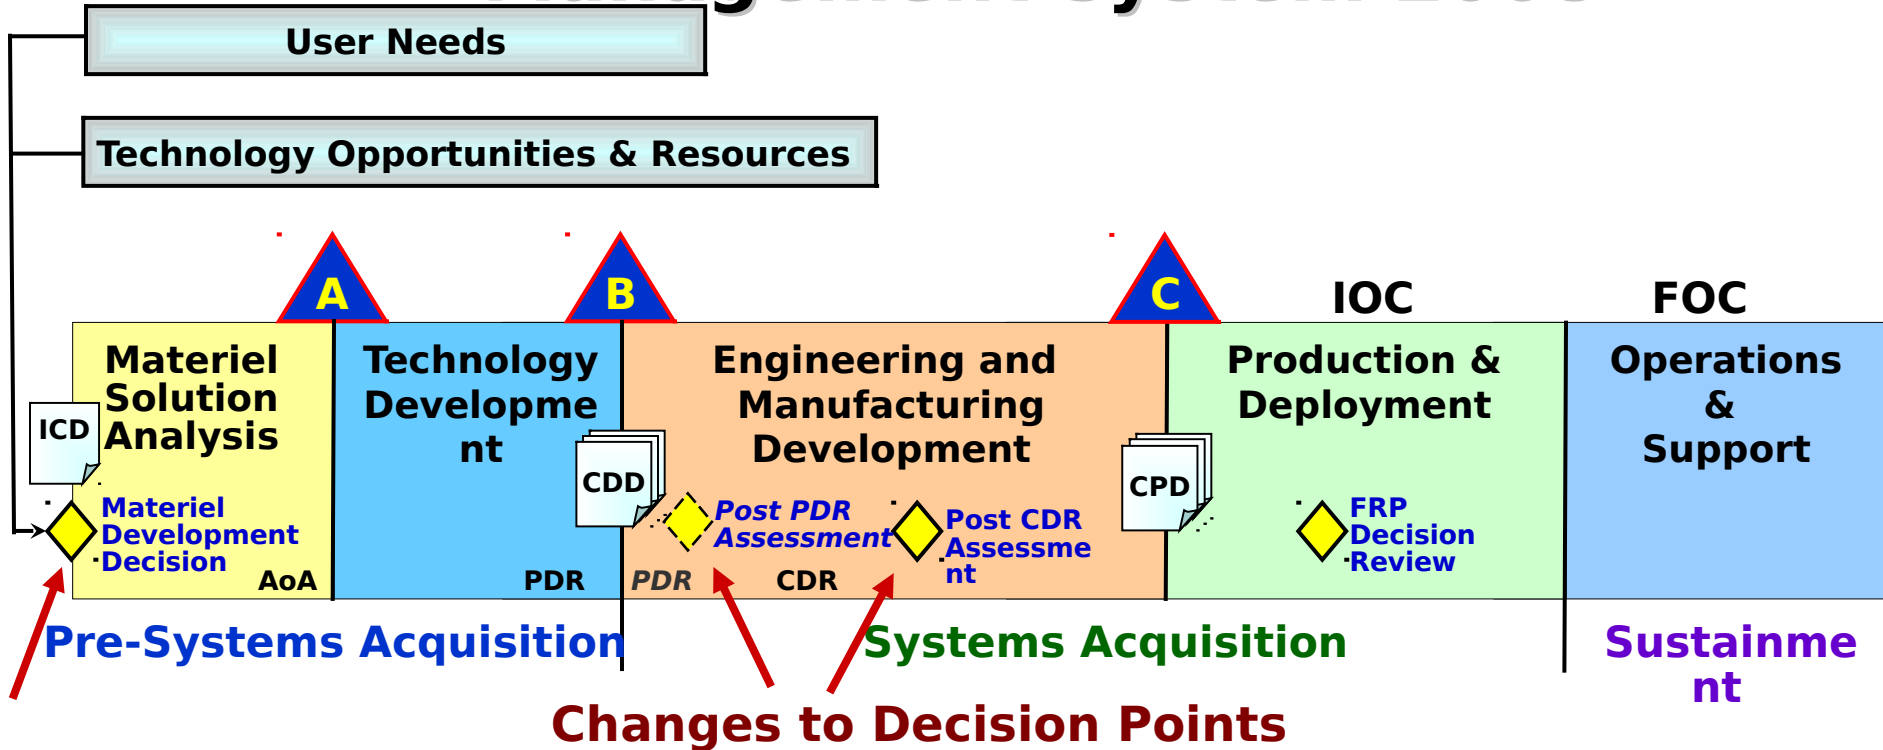 User Needs
Technology Opportunities & Resources
A
B
C
IOC
FOC
Materiel
Solution
Analysis
Technology
Developme
nt
Engineering and
Manufacturing
Development
Production &
Deployment
Operations
&
Support
ICD
CDD
CPD
Materiel
Development
Decision
Post PDR
Assessment
Post CDR
Assessme
nt
FRP
Decision
Review
AoA
PDR
PDR
CDR
Pre-Systems Acquisition
Systems Acquisition
Sustainme
nt
Changes to Decision Points